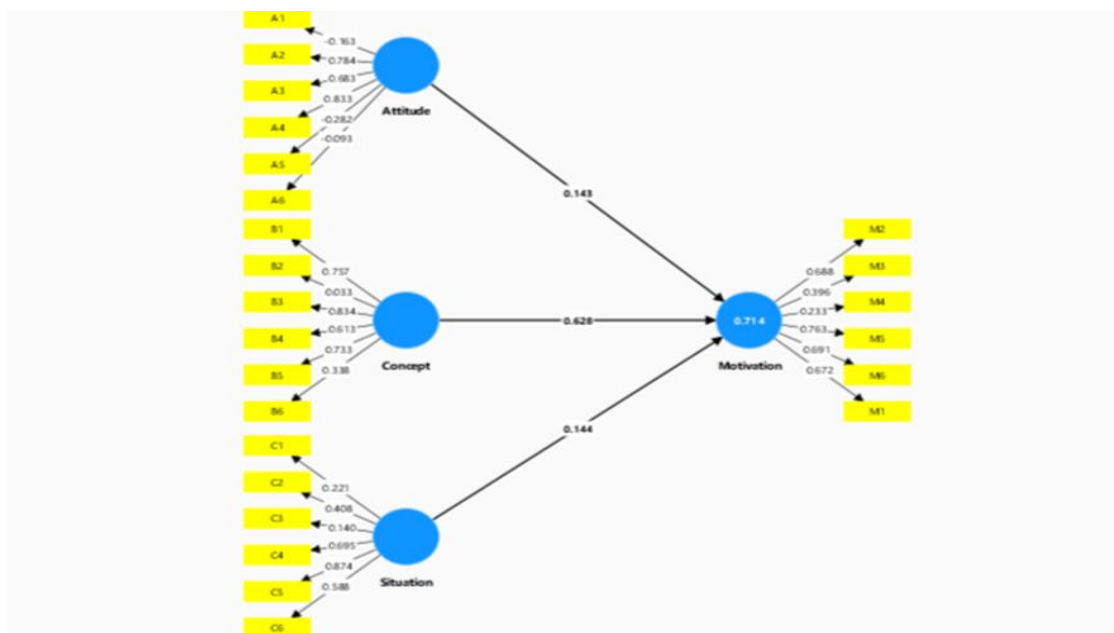 A1
-0.163
A2
0.784
A3
0.683
0.833
A4
-0.282
-0.093
A5
Attitude
A6
0.143
B1
0.757
B2
0.033
B3
0.834
B4
0.613
0.733
B5
0.338
B6
Concept
0.628
C1
0.221
C2
0.408
C3
0.140
C4
0.695
0.874
C5
0.588
C6
Situation
0.144
0.714
Motivation
M2
0.688
M3
0.396
M4
0.233
M5
0.763
0.691
M6
0.672
M1